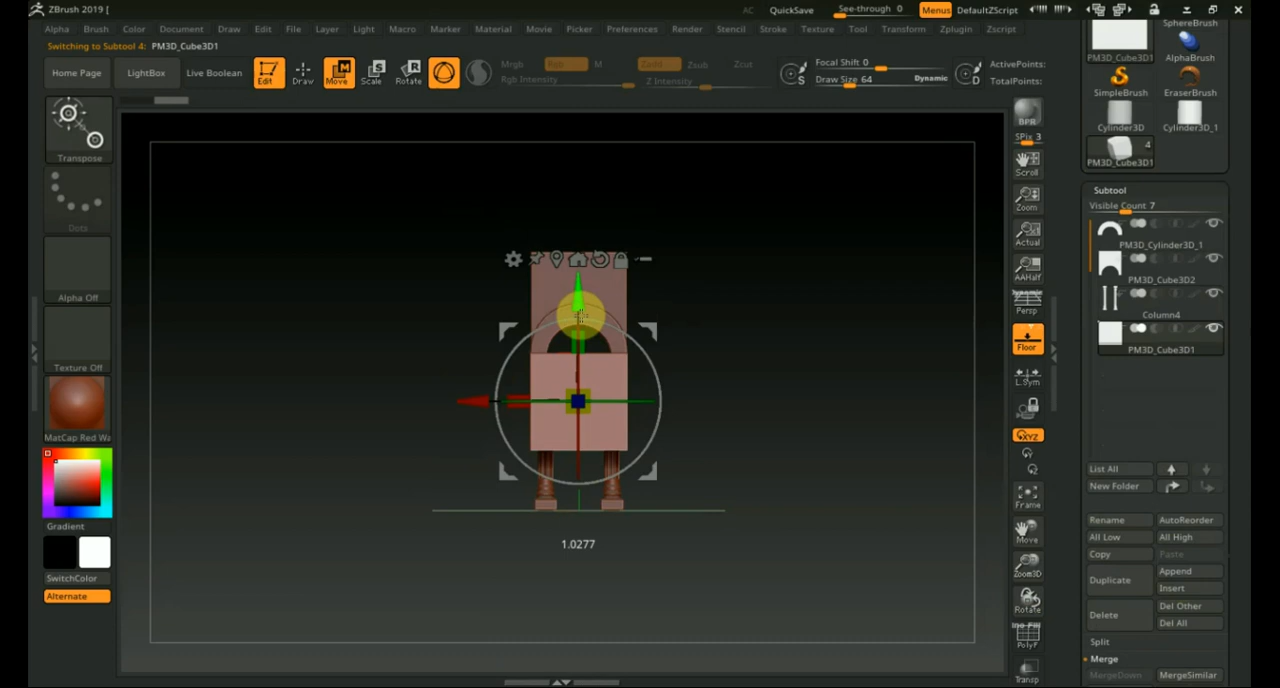 ZBrush 2019 [
AC QuickSave See-through 0 Menus DefaultZScript
Alpha Brush Color Document Draw Edit File Layer Light Macro Marker Material Movie Picker Preferences Render Stencil Stroke Texture Tool Transform Zplugin Zscript
Switching to Subtool 4: PM3D_Cube3D1
Home Page LightBox Live Boolean Edit Draw Move Scale Rotate
Mrgb Rgb M Zadd Zsub Zcut
Rgb Intensity Z Intensity
Focal Shift 0
Draw Size 64 Dynamic
ActivePoints:
TotalPoints:
Transpose
Dots
Alpha Off
Texture Off
MatCap Red Wa
Gradient
SwitchColor
Alternate
1.0277
BPR
SPix 3
Scroll
Zoom
Actual
AAHalf
Dynamic
Persp
Floor
L.Sym
XYZ
Frame
Move
Zoom3D
Rotate
PolyF
Transp
SphereBrush
PM3D_Cube3D1 AlphaBrush
SimpleBrush EraserBrush
Cylinder3D Cylinder3D_1
4
PM3D_Cube3D1
Subtool
Visible Count 7
PM3D_Cylinder3D_1
PM3D_Cube3D2
Column4
PM3D_Cube3D1
List All
New Folder
Rename AutoReorder
All Low All High
Copy Paste
Duplicate Append
Insert
Delete Del Other
Del All
Split
Merge
MergeDown MergeSimilar